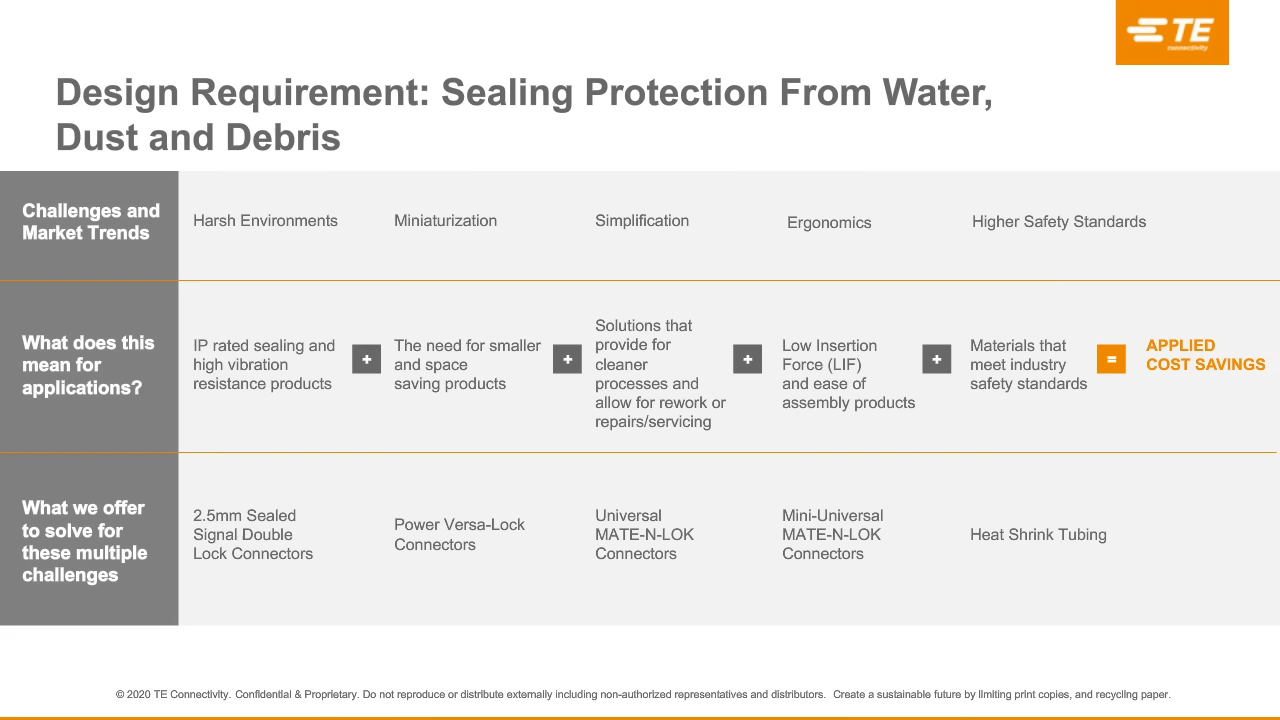 TE
connectivity
Design Requirement: Sealing Protection From Water,
Dust and Debris
Challenges and
Market Trends
Harsh Environments
Miniaturization
Simplification
Ergonomics
Higher Safety Standards
What does this
mean for
applications?
IP rated sealing and
high vibration
resistance products
+
The need for smaller
and space
saving products
+
Solutions that
provide for
cleaner
processes and
allow for rework or
repairs/servicing
+
Low Insertion
Force (LIF)
and ease of
assembly products
+
Materials that
meet industry
safety standards
=
APPLIED
COST SAVINGS
What we offer
to solve for
these multiple
challenges
2.5mm Sealed
Signal Double
Lock Connectors
Power Versa-Lock
Connectors
Universal
MATE-N-LOK
Connectors
Mini-Universal
MATE-N-LOK
Connectors
Heat Shrink Tubing
© 2020 TE Connectivity. Confidential & Proprietary. Do not reproduce or distribute externally including non-authorized representatives and distributors. Create a sustainable future by limiting print copies, and recycling paper.